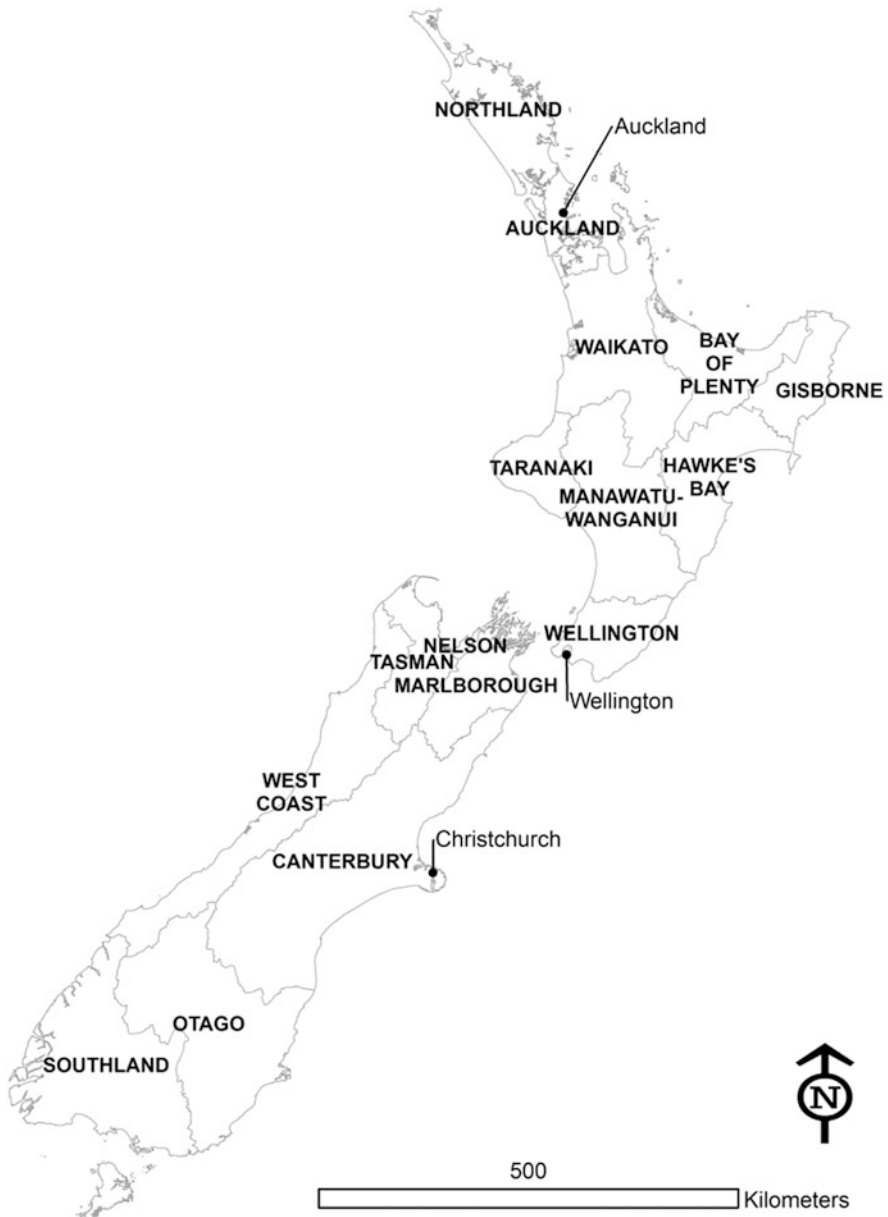 NORTHLAND
Auckland
AUCKLAND
WAIKATO
BAY
OF
PLENTY
GISBORNE
TARANAKI
HAWKE'S
BAY
MANAWATU-
WANGANUI
WELLINGTON
NELSON
TASMAN
MARLBOROUGH
Wellington
WEST
COAST
Christchurch
CANTERBURY
OTAGO
SOUTHLAND
N
500
Kilometers